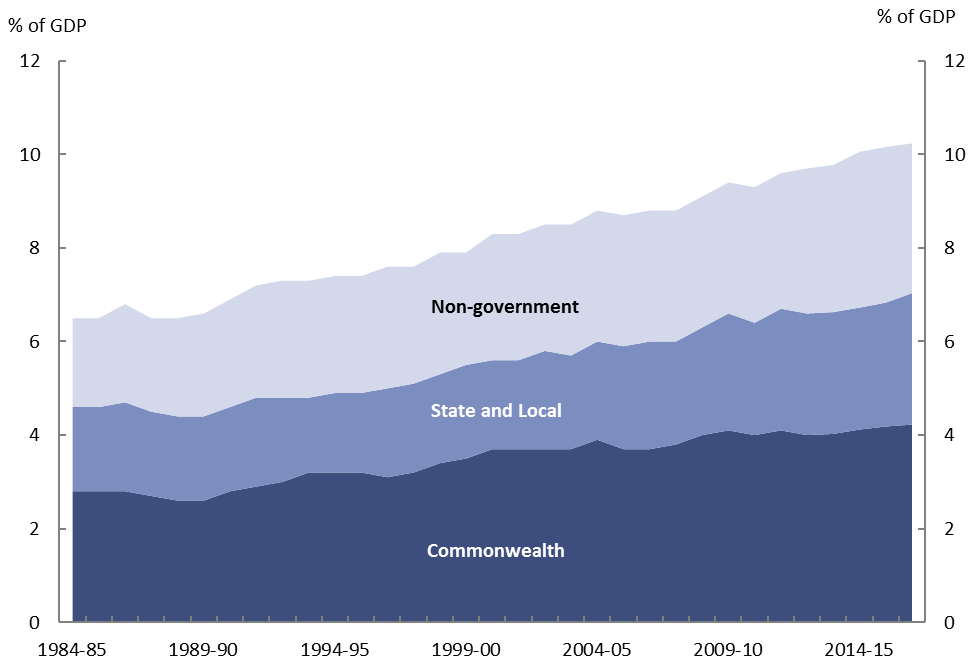 % of GDP
% of GDP
12
12
10
10
8
8
Non-government
6
6
State and Local
4
4
2
2
Commonwealth
0
0
1984-85 1989-90 1994-95 1999-00 2004-05 2009-10 2014-15